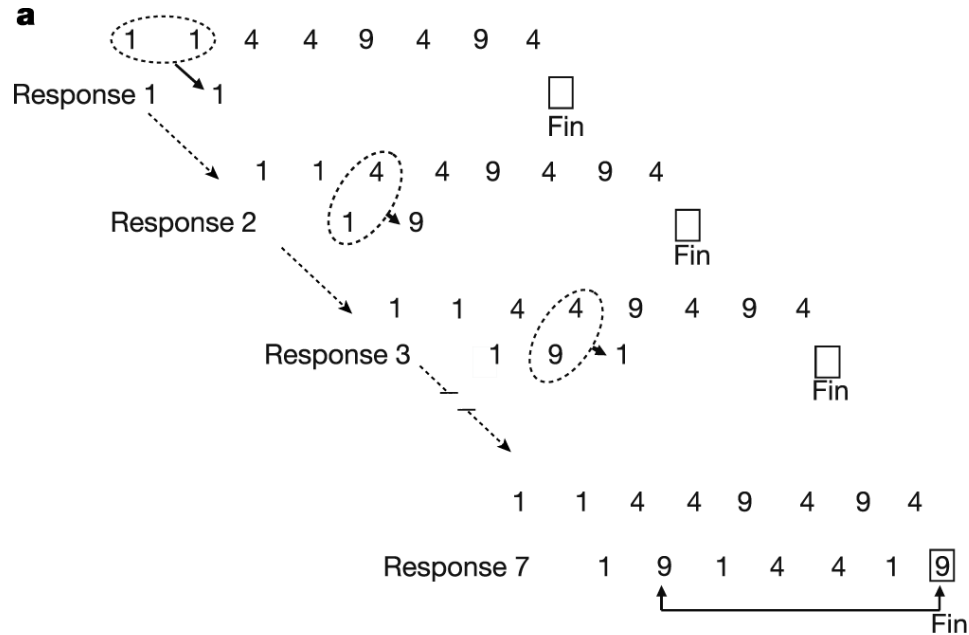 a
1 1 4 4 9 4 9 4
Response 1 1
Fin
1 1 4 4 9 4 9 4
Response 2 1 9
Fin
1 1 4 4 9 4 9 4
Response 3 1 9 1
Fin
1 1 4 4 9 4 9 4
Response 7 1 9 1 4 4 1 9
Fin